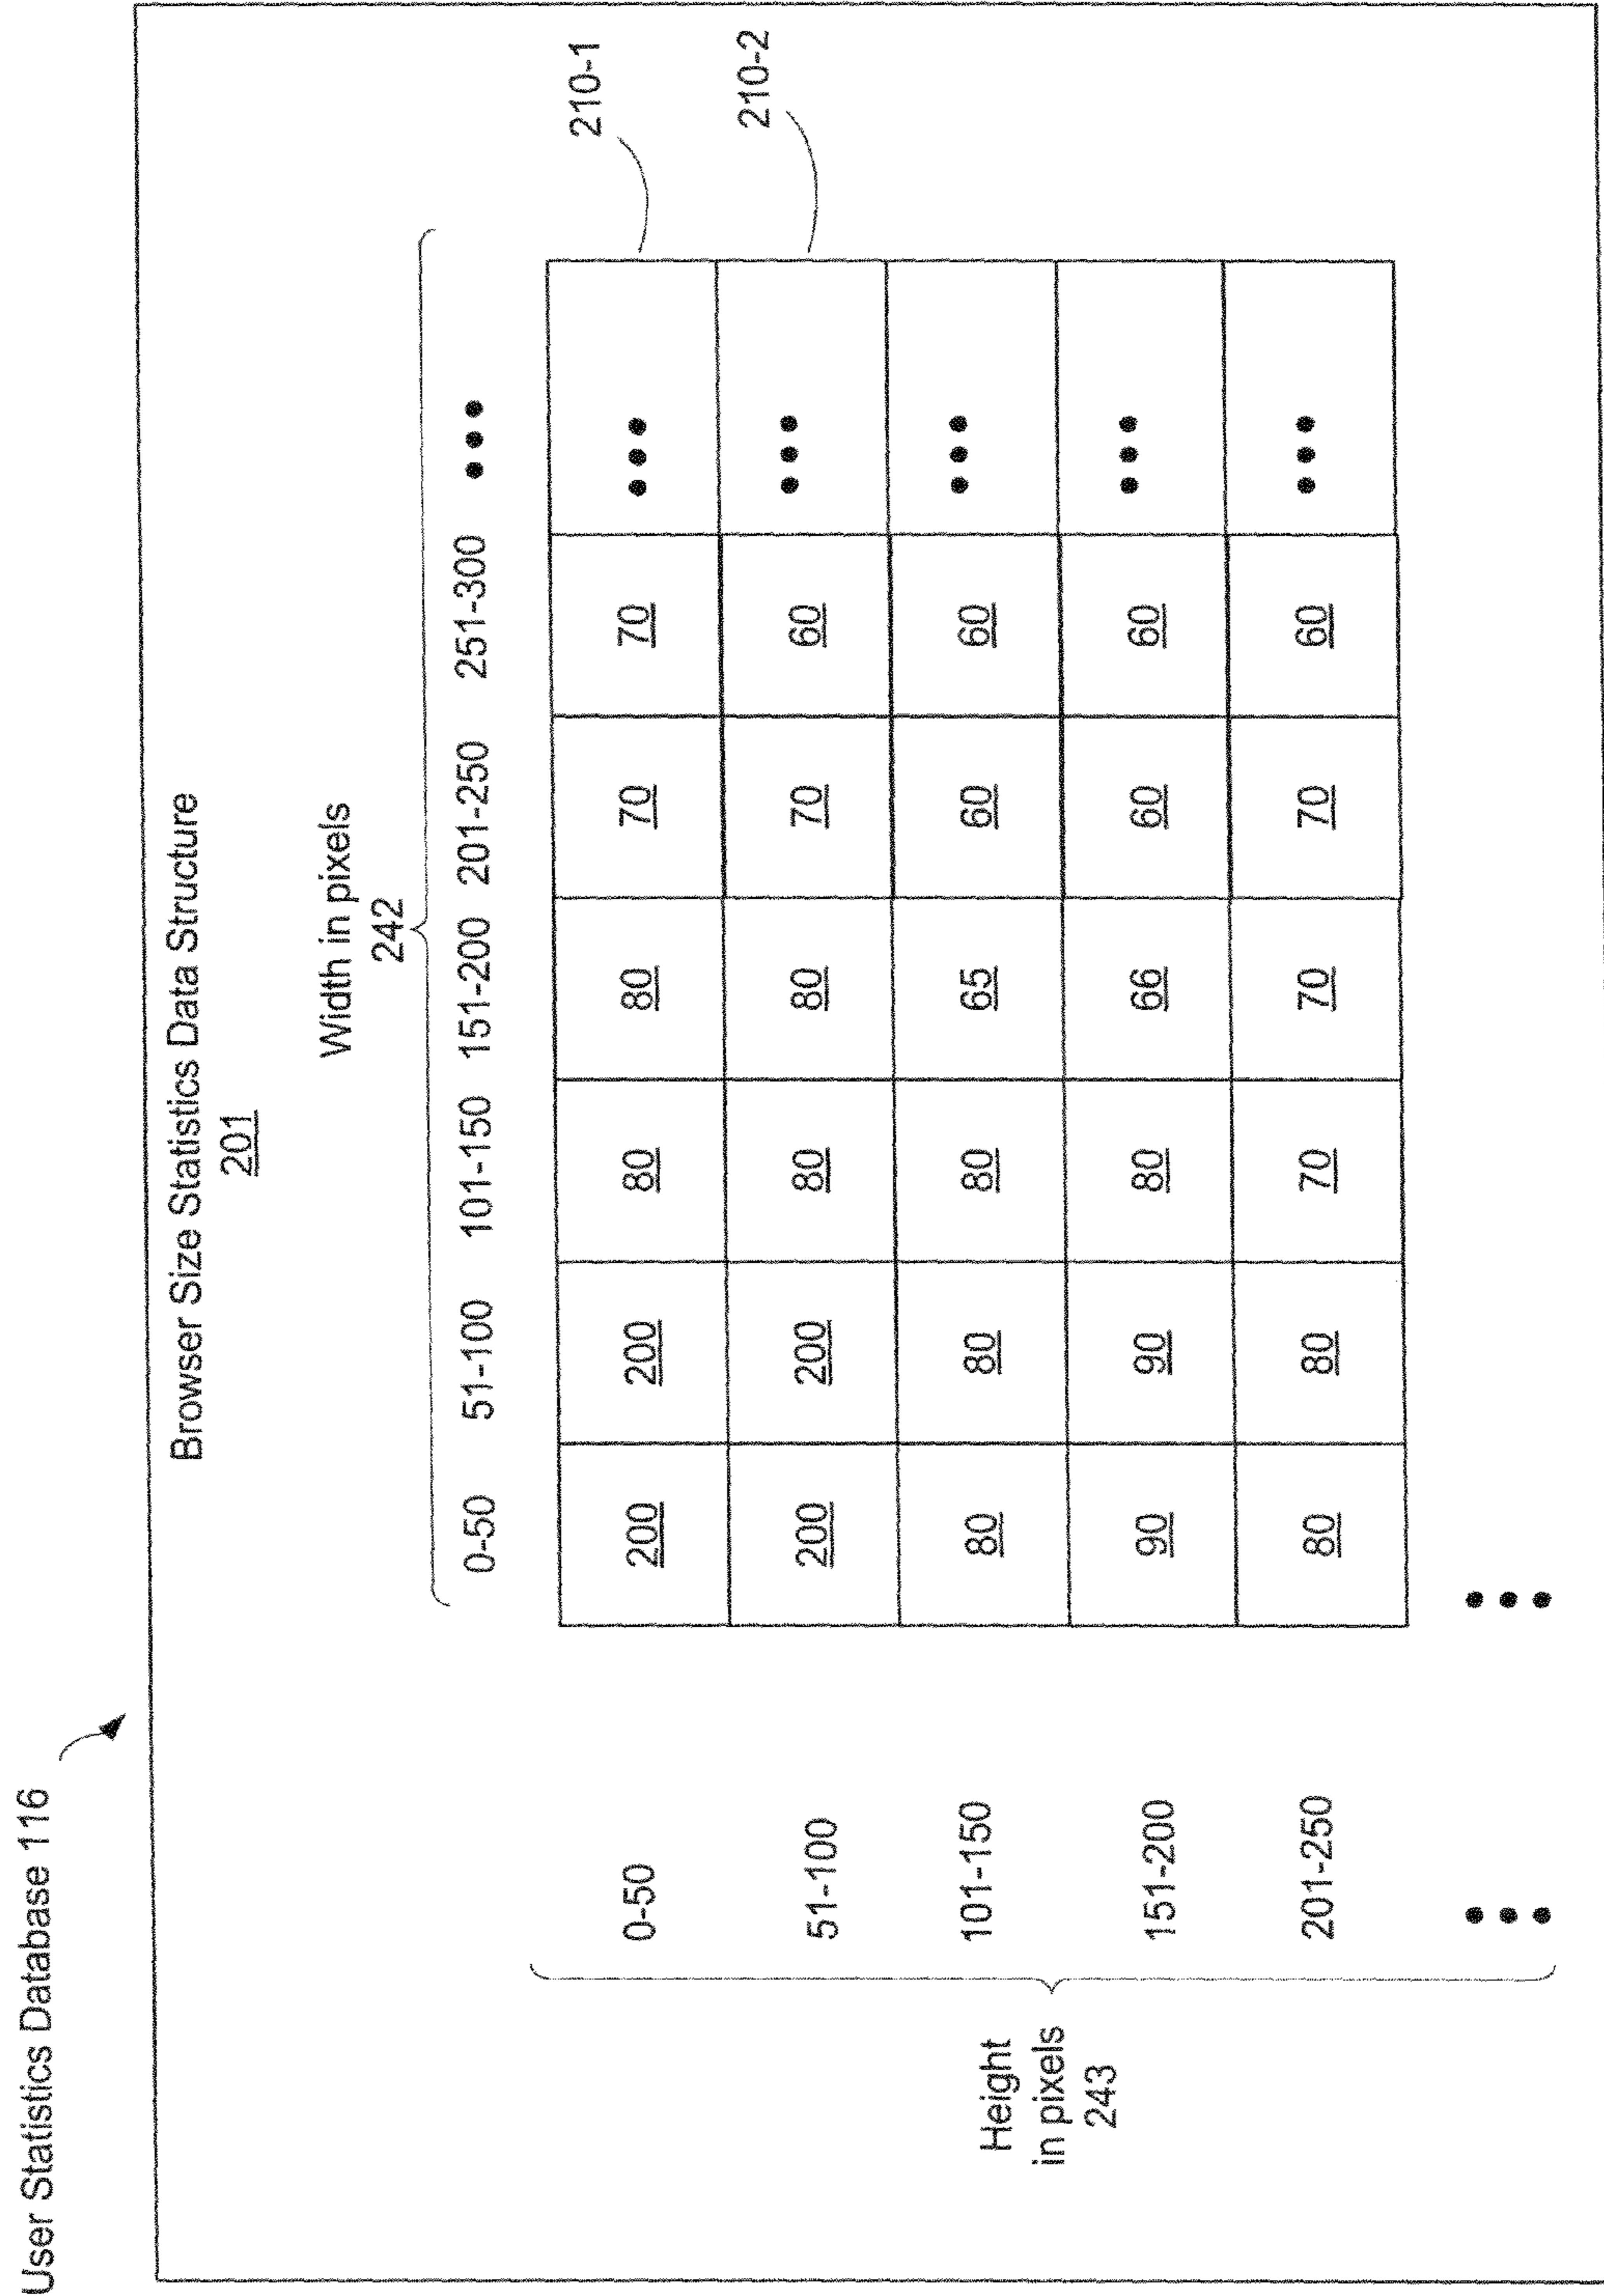 User Statistics Database 116
Browser Size Statistics Data Structure
201
Width in pixels
242
0-50 51-100 101-150 151-200 201-250 251-300 •••
210-1
210-2
Height
in pixels
243
0-50 200 200 80 80 70 70 •••
51-100 200 200 80 80 70 60 •••
101-150 80 80 80 65 60 60 •••
151-200 90 90 80 66 60 60 •••
201-250 80 80 70 70 70 60 •••